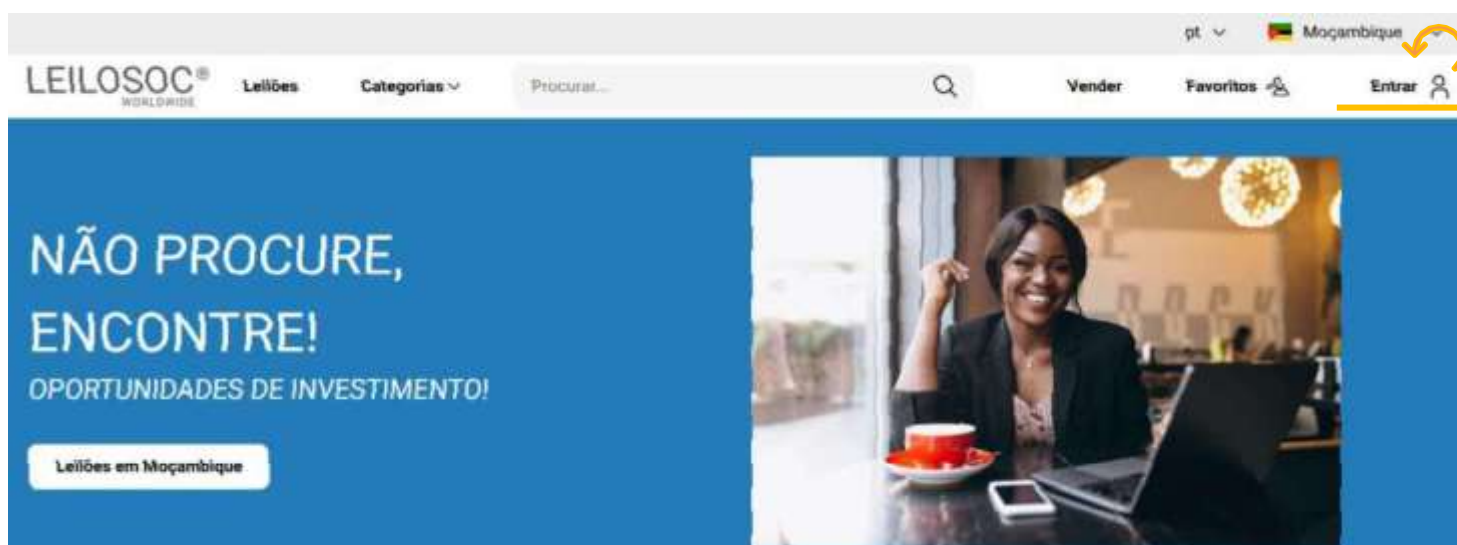 pt Moçambique
LEILOSOC®
WORLDWIDE
Leilões Categorias Procurar... Vender Favoritos Entrar
NÃO PROCURE,
ENCONTRE!
OPORTUNIDADES DE INVESTIMENTO!
Leilões em Moçambique